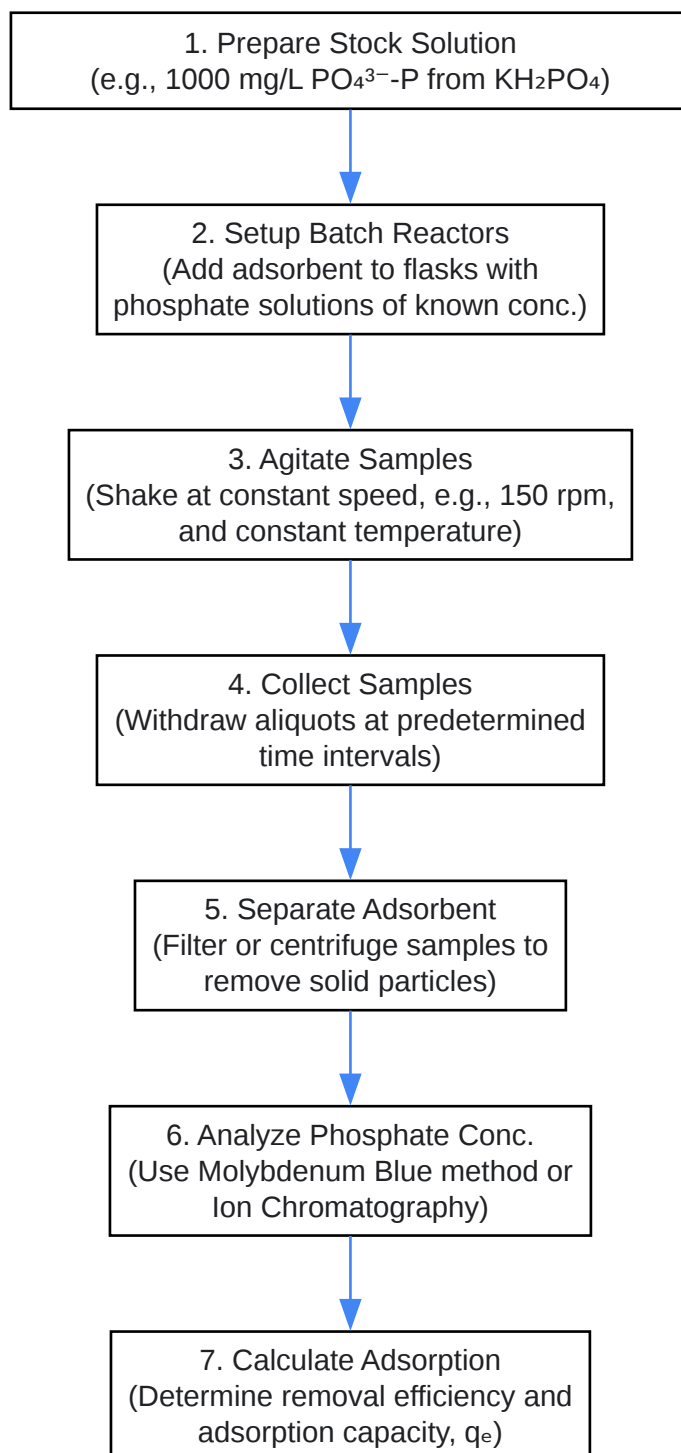 1. Prepare Stock Solution
(e.g., 1000 mg/L PO₄³⁻-P from KH₂PO₄)
2. Setup Batch Reactors
(Add adsorbent to flasks with
phosphate solutions of known conc.)
3. Agitate Samples
(Shake at constant speed, e.g., 150 rpm,
and constant temperature)
4. Collect Samples
(Withdraw aliquots at predetermined
time intervals)
5. Separate Adsorbent
(Filter or centrifuge samples to
remove solid particles)
6. Analyze Phosphate Conc.
(Use Molybdenum Blue method or
Ion Chromatography)
7. Calculate Adsorption
(Determine removal efficiency and
adsorption capacity, qₑ)